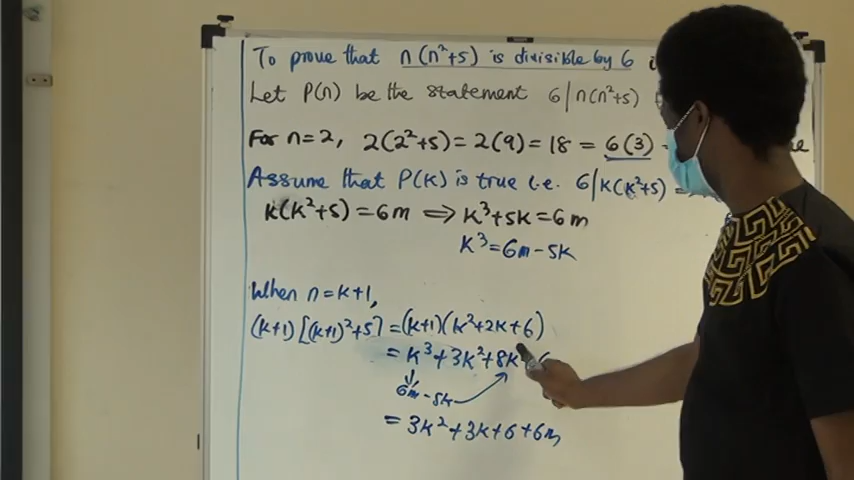 To prove that n(n²+5) is divisible by 6
Let P(n) be the statement 6|n(n²+5)
For n=2, 2(2²+5)=2(9)=18=6(3)
Assume that P(k) is true i.e. 6|k(k²+5)
k(k²+5)=6m ⟺ k³+5k=6m
k³=6m-5k
When n=k+1,
(k+1)[(k+1)²+5]=(k+1)(k²+2k+6)
= k³+3k²+8k+6
6m-5k
= 3k²+3k+6+6m